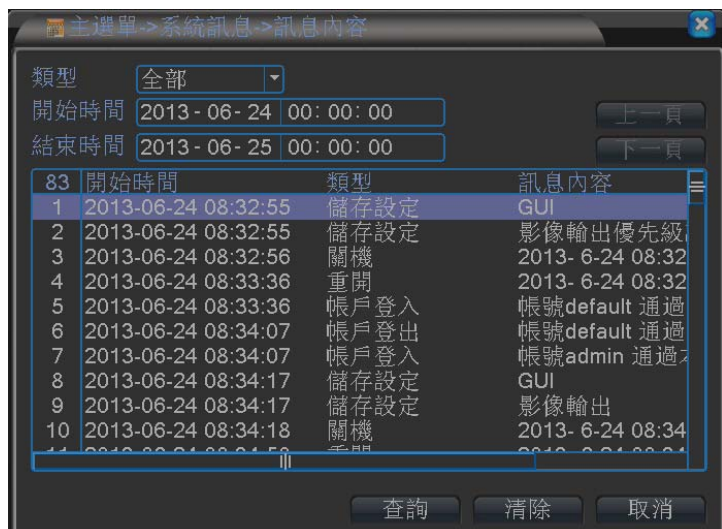 主選單->系統訊息->訊息內容
類型 全部
開始時間 2013-06-24 00:00:00 上一頁
結束時間 2013-06-25 00:00:00 下一頁
83 開始時間 類型 訊息內容
1 2013-06-24 08:32:55 儲存設定 GUI
2 2013-06-24 08:32:55 儲存設定 影像輸出優先級
3 2013-06-24 08:32:56 關機 2013- 6-24 08:32
4 2013-06-24 08:33:36 重開 2013- 6-24 08:32
5 2013-06-24 08:33:36 帳戶登入 帳號default 通過
6 2013-06-24 08:34:07 帳戶登出 帳號default 通過
7 2013-06-24 08:34:07 帳戶登入 帳號admin 通過
8 2013-06-24 08:34:17 儲存設定 GUI
9 2013-06-24 08:34:17 儲存設定 影像輸出
10 2013-06-24 08:34:18 關機 2013- 6-24 08:34
查詢 清除 取消